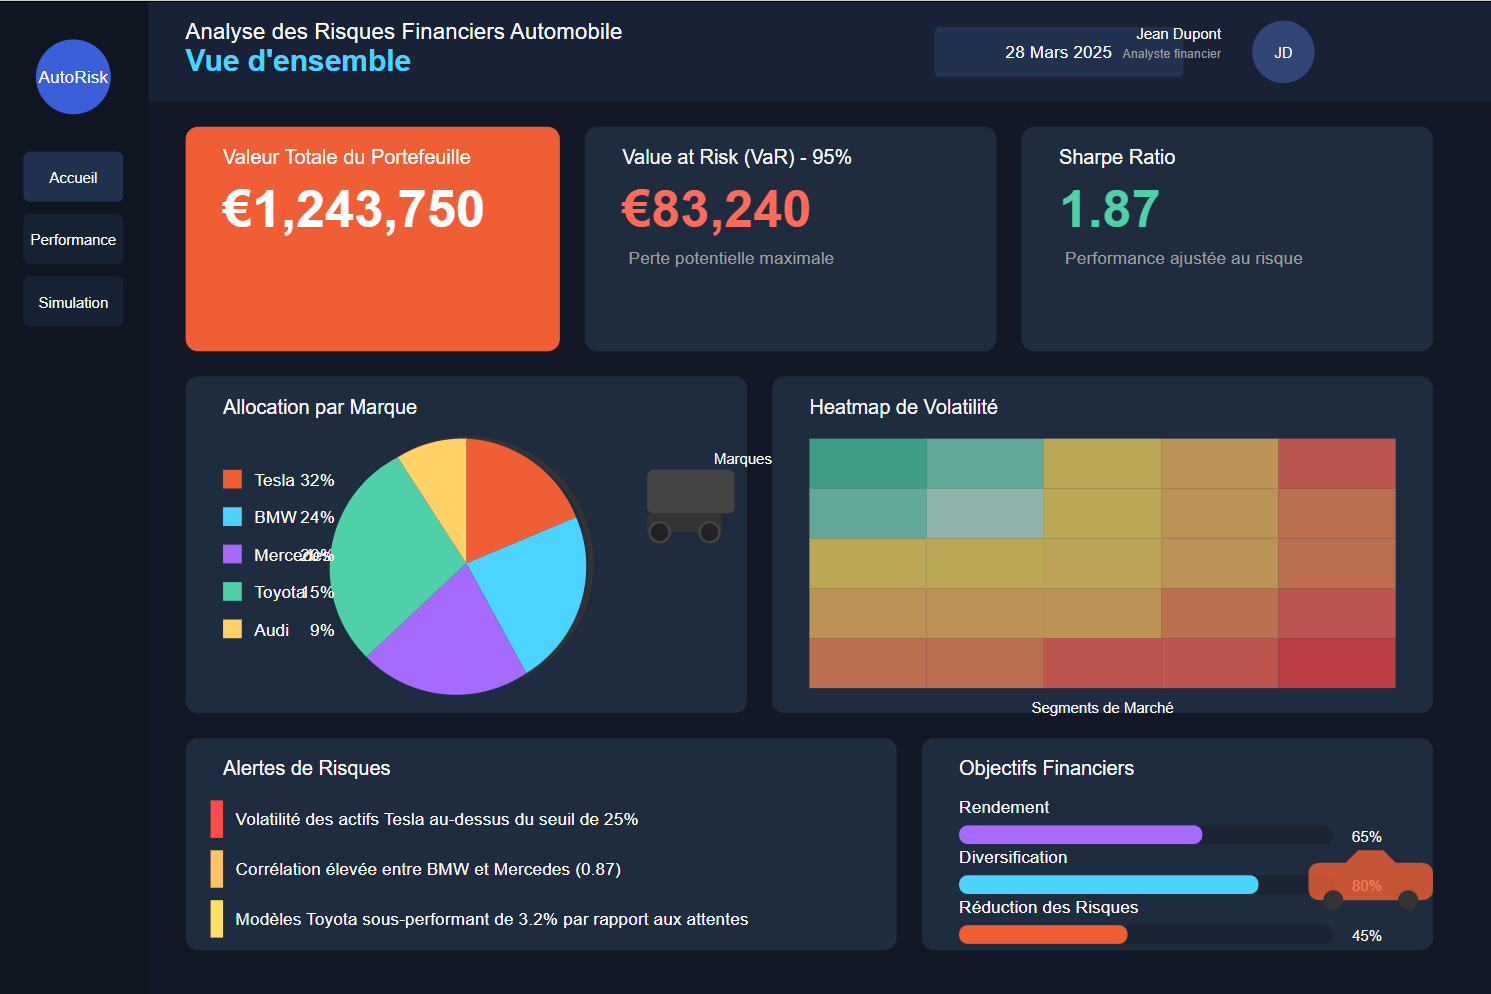 AutoRisk
Accueil
Performance
Simulation
Analyse des Risques Financiers Automobile
Vue d'ensemble
28 Mars 2025
Jean Dupont
Analyste financier
JD
Valeur Totale du Portefeuille
€1,243,750
Value at Risk (VaR) - 95%
€83,240
Perte potentielle maximale
Sharpe Ratio
1.87
Performance ajustée au risque
Allocation par Marque
Tesla 32%
BMW 24%
Mercedes 20%
Toyota 15%
Audi 9%
Marques
Heatmap de Volatilité
Segments de Marché
Alertes de Risques
Volatilité des actifs Tesla au-dessus du seuil de 25%
Corrélation élevée entre BMW et Mercedes (0.87)
Modèles Toyota sous-performant de 3.2% par rapport aux attentes
Objectifs Financiers
Rendement
65%
Diversification
80%
Réduction des Risques
45%